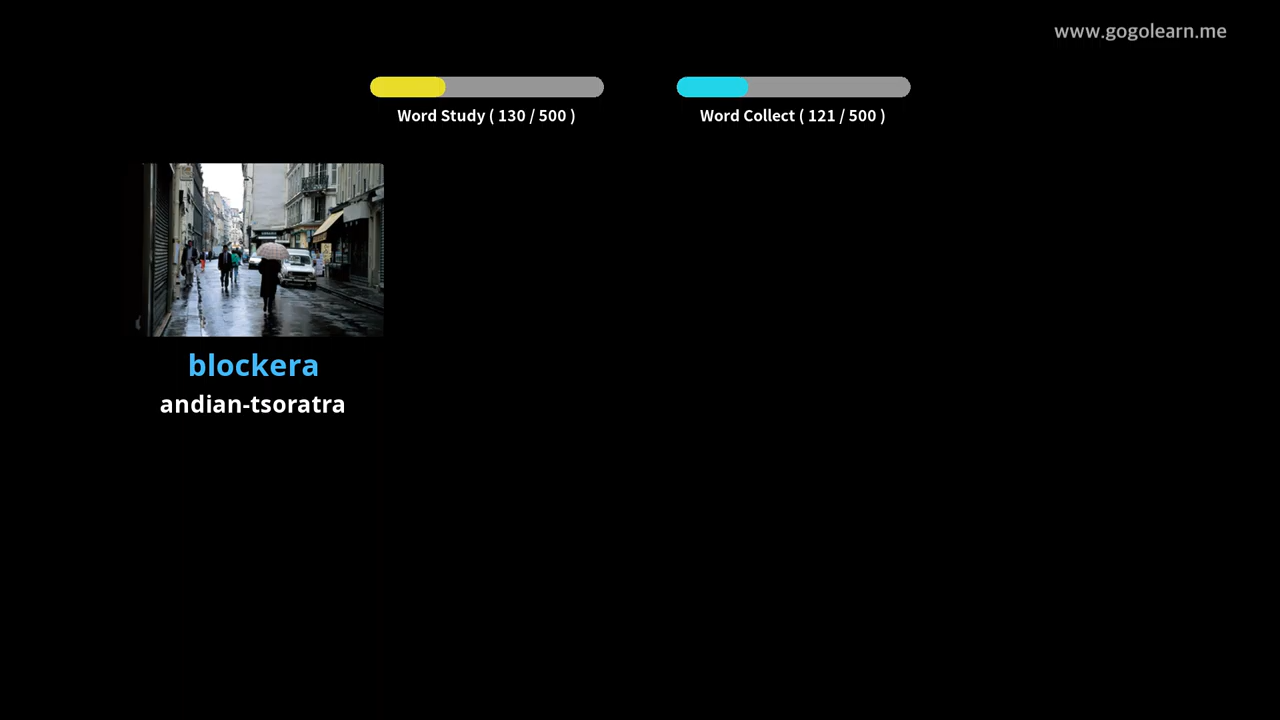 www.gogolearn.me
Word Study ( 130 / 500 )
Word Collect ( 121 / 500 )
blockera
andian-tsoratra